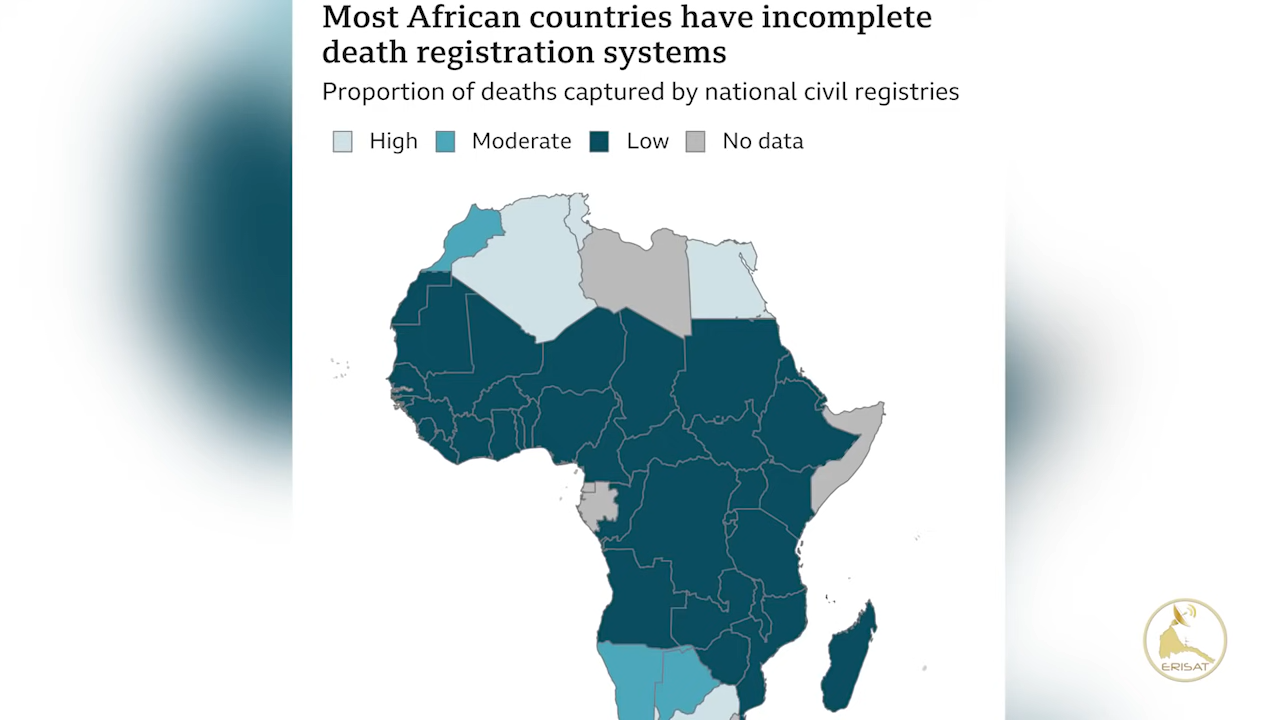 Most African countries have incomplete
death registration systems
Proportion of deaths captured by national civil registries
High Moderate Low No data
ERISAT